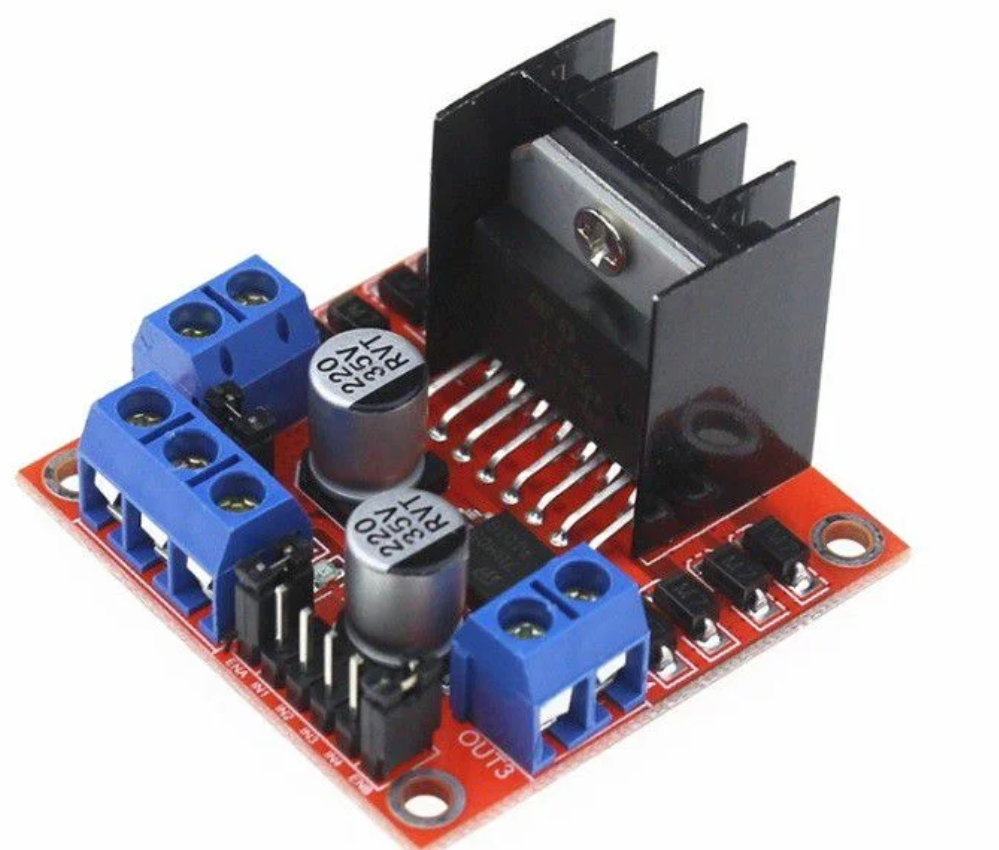 220
35V
RVT
220
35V
RVT
ENA
IN1
IN2
IN3
IN4
ENB
OUT3